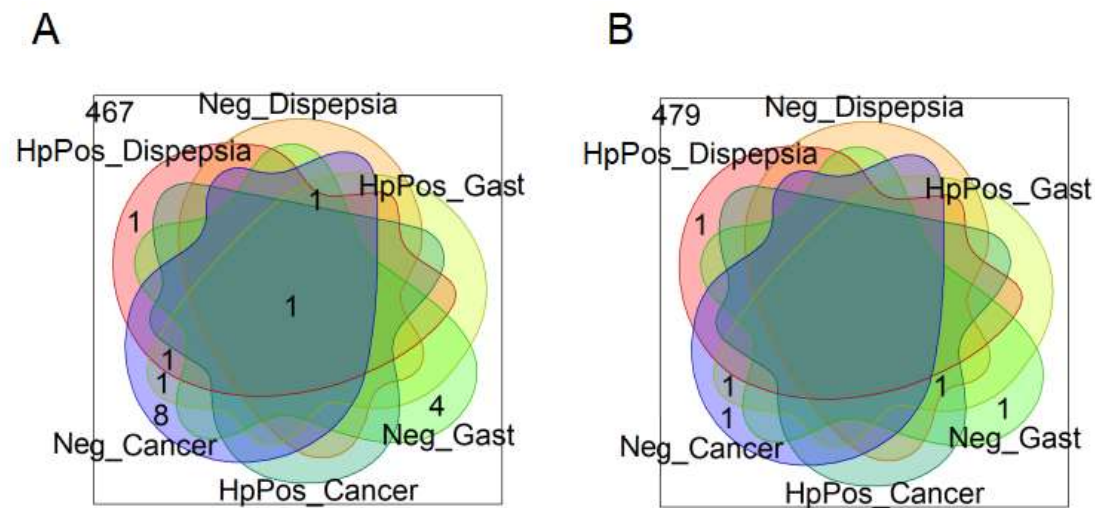 A
467
Neg_Dispepsia
HpPos_Dispepsia
HpPos_Gast
1
1
1
1
1
8
4
Neg_Cancer
Neg_Gast
HpPos_Cancer
B
479
Neg_Dispepsia
HpPos_Dispepsia
HpPos_Gast
1
1
1
1
1
Neg_Cancer
Neg_Gast
HpPos_Cancer